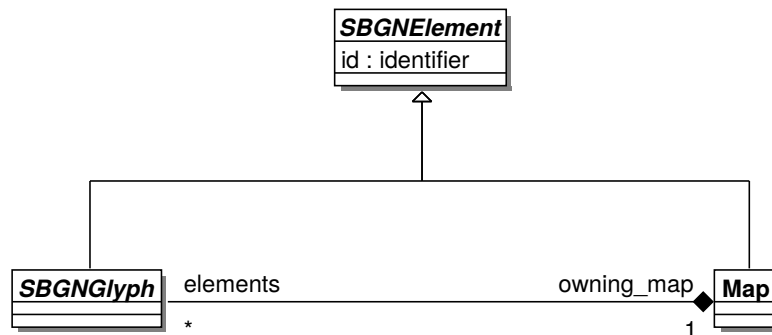 SBGNElement
id : identifier
SBGNGlyph
elements
owning_map
Map
*
1